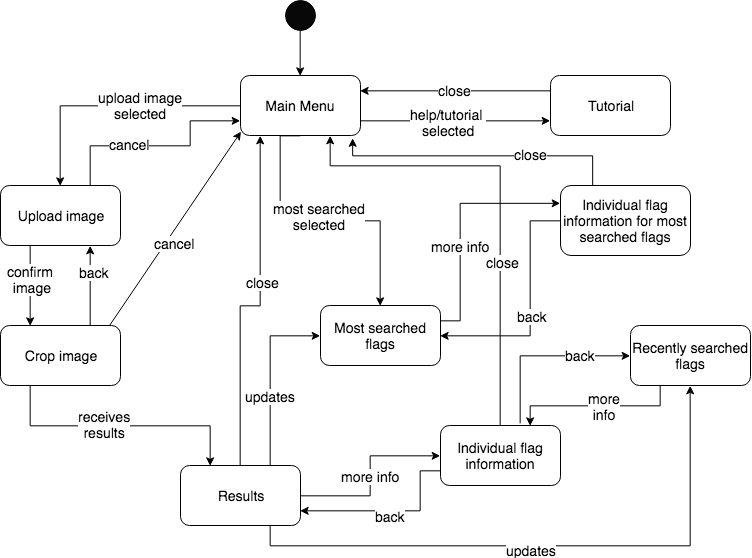 upload image
selected
Main Menu
close
help/tutorial
selected
Tutorial
cancel
close
Upload image
most searched
selected
Individual flag
information for most
searched flags
cancel
more info
close
confirm
image
back
close
back
Crop image
Most searched
flags
Recently searched
flags
back
updates
more
info
receives
results
Individual flag
information
more info
Results
back
updates